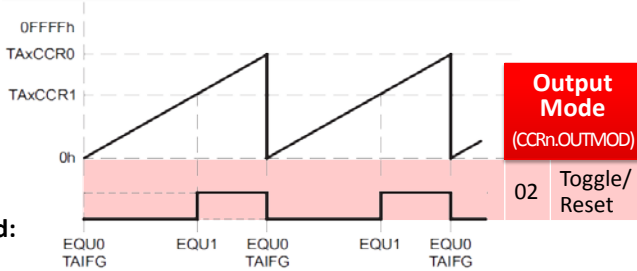 0FFFFh
TAxCCR0
TAxCCR1
0h
Output
Mode
(CCRn.OUTMOD)
02 Toggle/
Reset
d:
EQU0 EQU1 EQU0 EQU1 EQU0
TAIFG TAIFG TAIFG